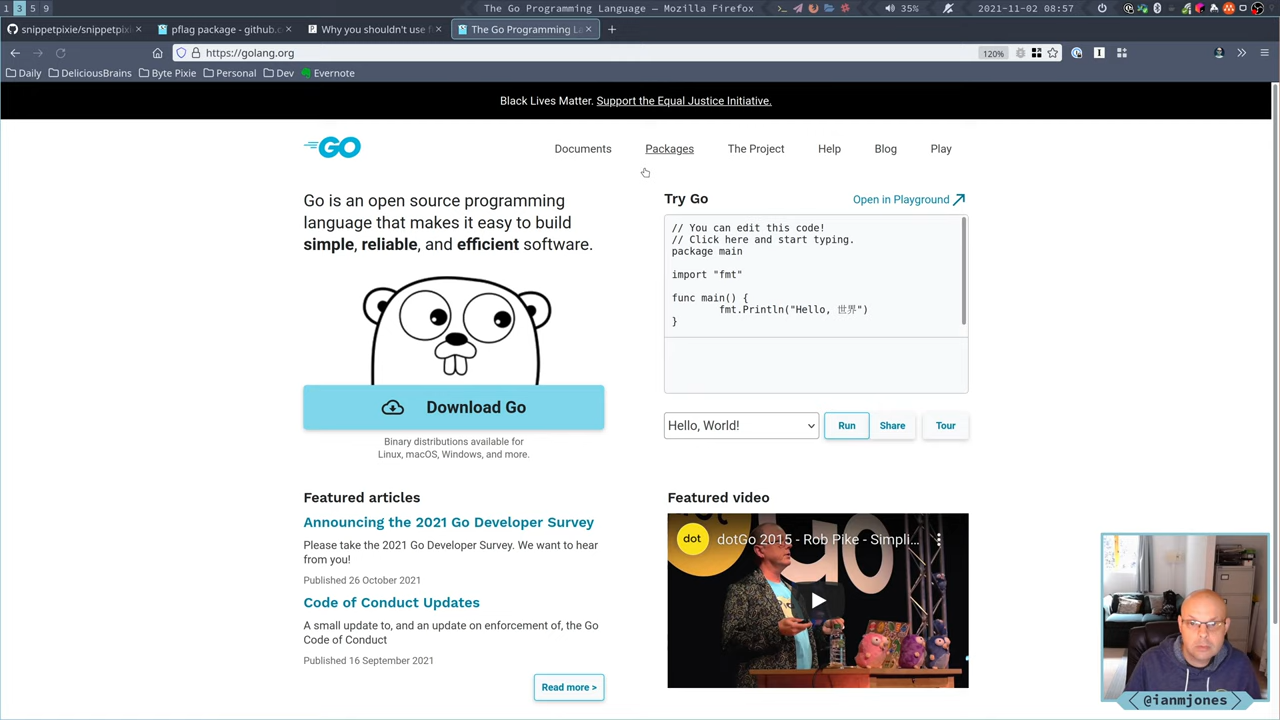 1 3 5 9
The Go Programming Language — Mozilla Firefox
35%
2021-11-02 08:57
snippetpixie/snippetpixi
pflag package - github.c
Why you shouldn't use f
The Go Programming La
https://golang.org
120%
Daily
DeliciousBrains
Byte Pixie
Personal
Dev
Evernote
Black Lives Matter. Support the Equal Justice Initiative.
GO
Documents
Packages
The Project
Help
Blog
Play
Go is an open source programming
language that makes it easy to build
simple, reliable, and efficient software.
Download Go
Binary distributions available for
Linux, macOS, Windows, and more.
Try Go
Open in Playground
// You can edit this code!
// Click here and start typing.
package main
import "fmt"
func main() {
fmt.Println("Hello, 世界")
}
Hello, World!
Run
Share
Tour
Featured articles
Announcing the 2021 Go Developer Survey
Please take the 2021 Go Developer Survey. We want to hear
from you!
Published 26 October 2021
Code of Conduct Updates
A small update to, and an update on enforcement of, the Go
Code of Conduct
Published 16 September 2021
Read more >
Featured video
dot
dotGo 2015 - Rob Pike - Simpli...
go
@ianmjones